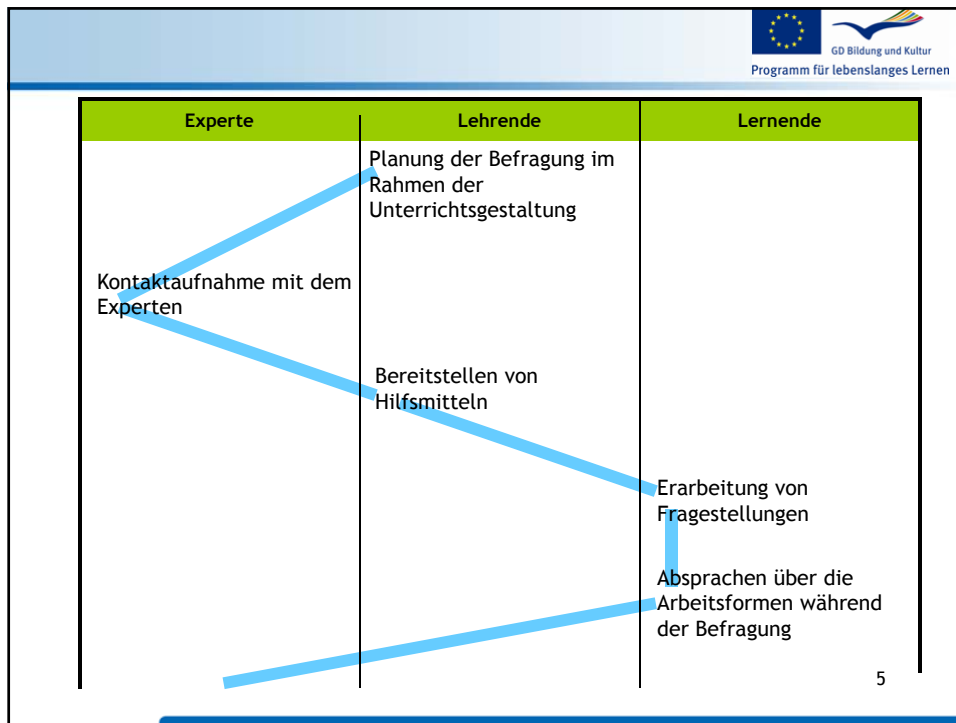 GD Bildung und Kultur
Programm für lebenslanges Lernen
Experte
Lehrende
Lernende
Planung der Befragung im
Rahmen der
Unterrichtsgestaltung
Kontaktaufnahme mit dem
Experten
Bereitstellen von
Hilfsmitteln
Erarbeitung von
Fragestellungen
Absprachen über die
Arbeitsformen während
der Befragung
5